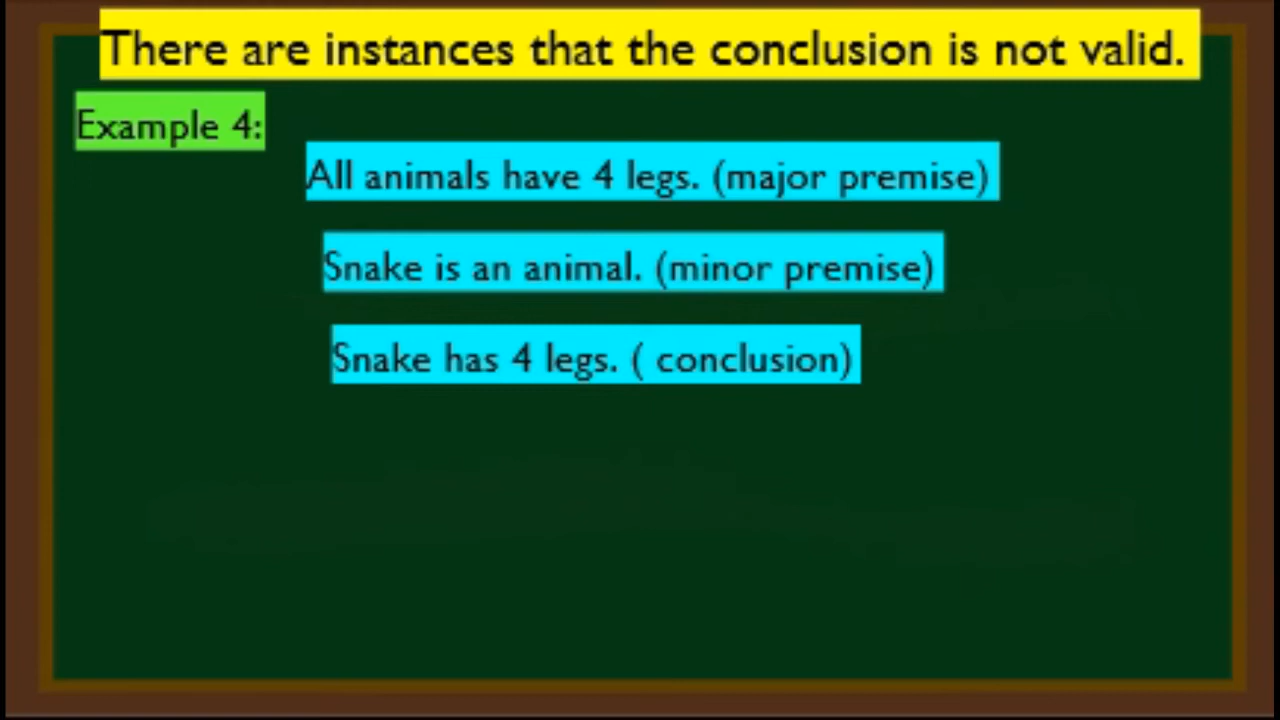 There are instances that the conclusion is not valid.
Example 4:
All animals have 4 legs. (major premise)
Snake is an animal. (minor premise)
Snake has 4 legs. ( conclusion)